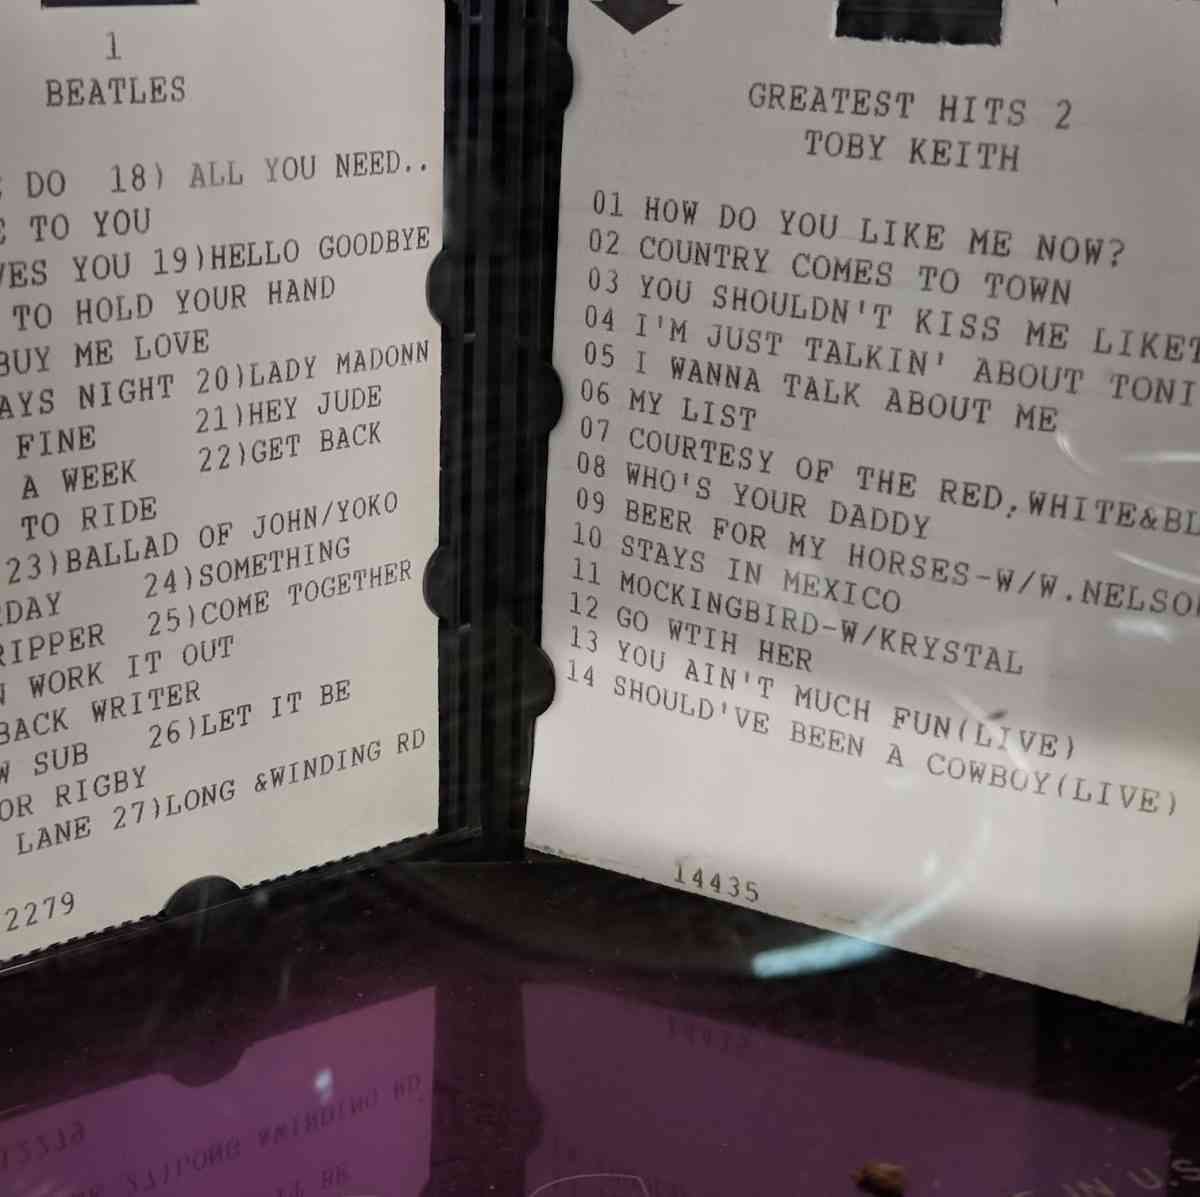 1
BEATLES
DO 18) ALL YOU NEED..
TO YOU
VES YOU 19)HELLO GOODBYE
TO HOLD YOUR HAND
BUY ME LOVE
AYS NIGHT 20)LADY MADONN
FINE 21)HEY JUDE
A WEEK 22)GET BACK
TO RIDE
23)BALLAD OF JOHN/YOKO
RDAY 24)SOMETHING
RIPPER 25)COME TOGETHER
N WORK IT OUT
BACK WRITER
W SUB 26)LET IT BE
OR RIGBY
LANE 27)LONG &WINDING RD
2279
GREATEST HITS 2
TOBY KEITH
01 HOW DO YOU LIKE ME NOW?
02 COUNTRY COMES TO TOWN
03 YOU SHOULDN'T KISS ME LIKET
04 I'M JUST TALKIN' ABOUT TONI
05 I WANNA TALK ABOUT ME
06 MY LIST
07 COURTESY OF THE RED,WHITE&BL
08 WHO'S YOUR DADDY
09 BEER FOR MY HORSES-W/W.NELSO
10 STAYS IN MEXICO
11 MOCKINGBIRD-W/KRYSTAL
12 GO WTIH HER
13 YOU AIN'T MUCH FUN(LIVE)
14 SHOULD'VE BEEN A COWBOY(LIVE)
14435